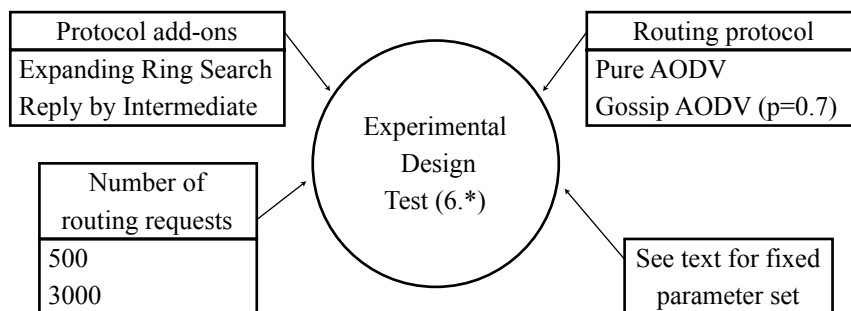 Protocol add-ons
Expanding Ring Search
Reply by Intermediate
Routing protocol
Pure AODV
Gossip AODV (p=0.7)
Experimental
Design
Test (6.*)
Number of
routing requests
500
3000
See text for fixed
parameter set